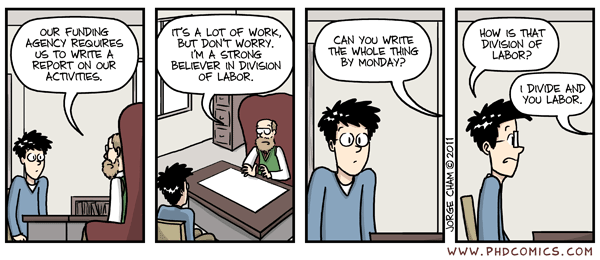 OUR FUNDING
AGENCY REQUIRES
US TO WRITE A
REPORT ON OUR
ACTIVITIES.
IT'S A LOT OF WORK,
BUT DON'T WORRY.
I'M A STRONG
BELIEVER IN DIVISION
OF LABOR.
CAN YOU WRITE
THE WHOLE THING
BY MONDAY?
JORGE CHAM © 2011
HOW IS THAT
DIVISION OF
LABOR?
I DIVIDE AND
YOU LABOR.
WWW.PHDCOMICS.COM